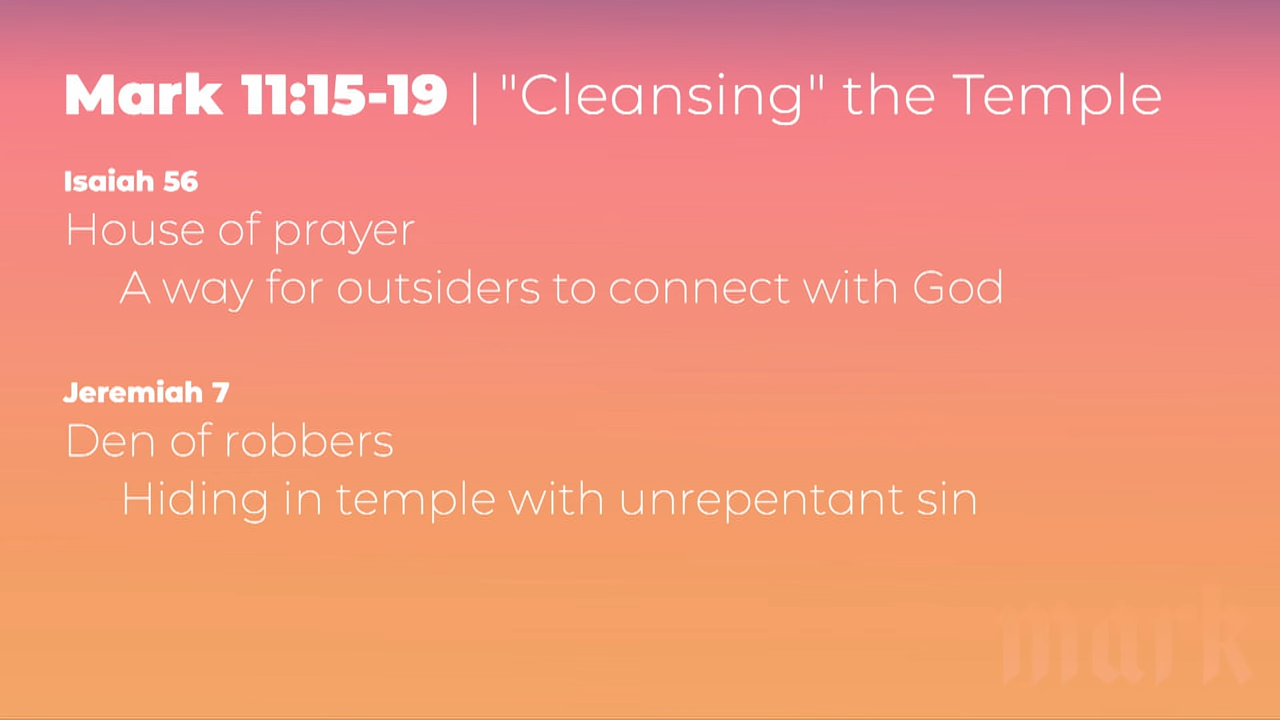 Mark 11:15-19 | "Cleansing" the Temple
Isaiah 56
House of prayer
A way for outsiders to connect with God
Jeremiah 7
Den of robbers
Hiding in temple with unrepentant sin
mark